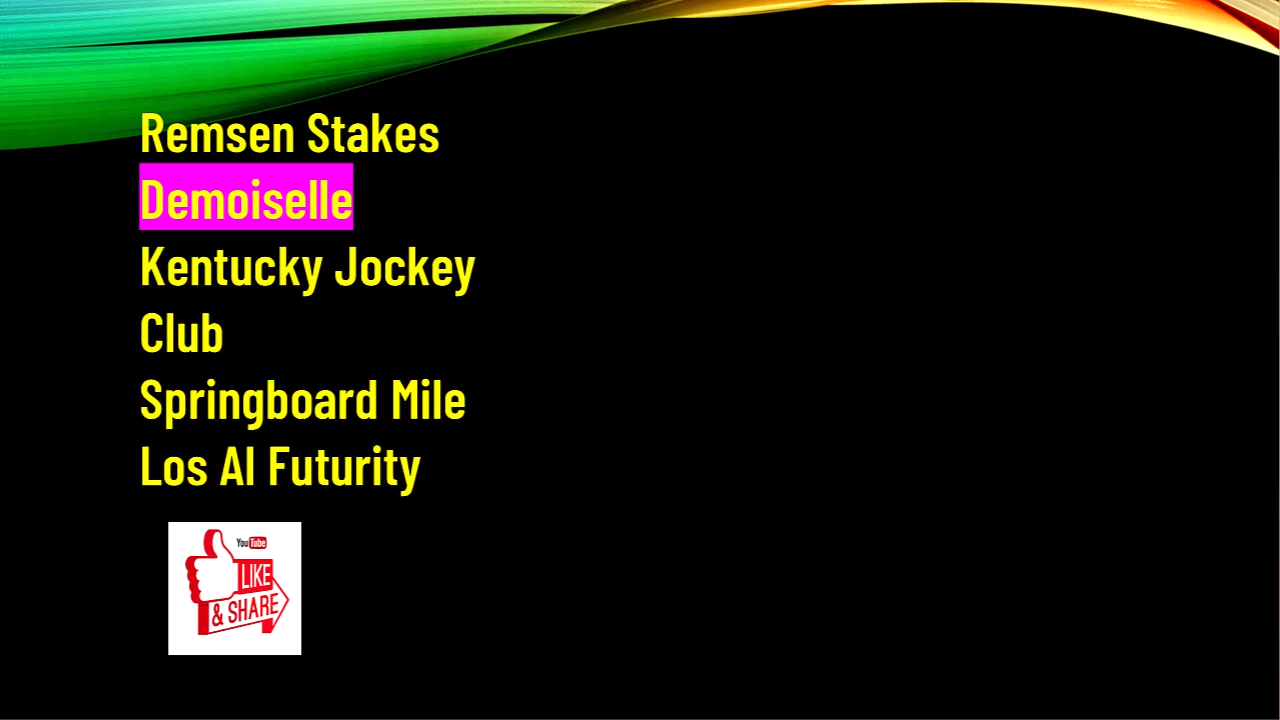 Remsen Stakes
Demoiselle
Kentucky Jockey
Club
Springboard Mile
Los Al Futurity
YouTube
LIKE
& SHARE